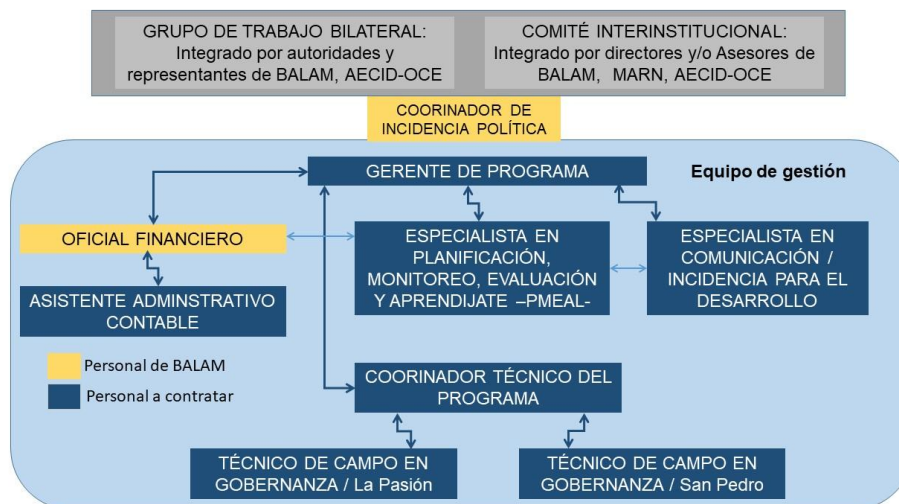 GRUPO DE TRABAJO BILATERAL:
Integrado por autoridades y
representantes de BALAM, AECID-OCE
COMITÉ INTERINSTITUCIONAL:
Integrado por directores y/o Asesores de
BALAM, MARN, AECID-OCE
COORINADOR DE
INCIDENCIA POLÍTICA
GERENTE DE PROGRAMA
Equipo de gestión
OFICIAL FINANCIERO
ESPECIALISTA EN
PLANIFICACIÓN,
MONITOREO, EVALUACIÓN
Y APRENDIJATE –PMEAL-
ESPECIALISTA EN
COMUNICACIÓN /
INCIDENCIA PARA EL
DESARROLLO
ASISTENTE ADMINSTRATIVO
CONTABLE
Personal de BALAM
Personal a contratar
COORINADOR TÉCNICO DEL
PROGRAMA
TÉCNICO DE CAMPO EN
GOBERNANZA / La Pasión
TÉCNICO DE CAMPO EN
GOBERNANZA / San Pedro